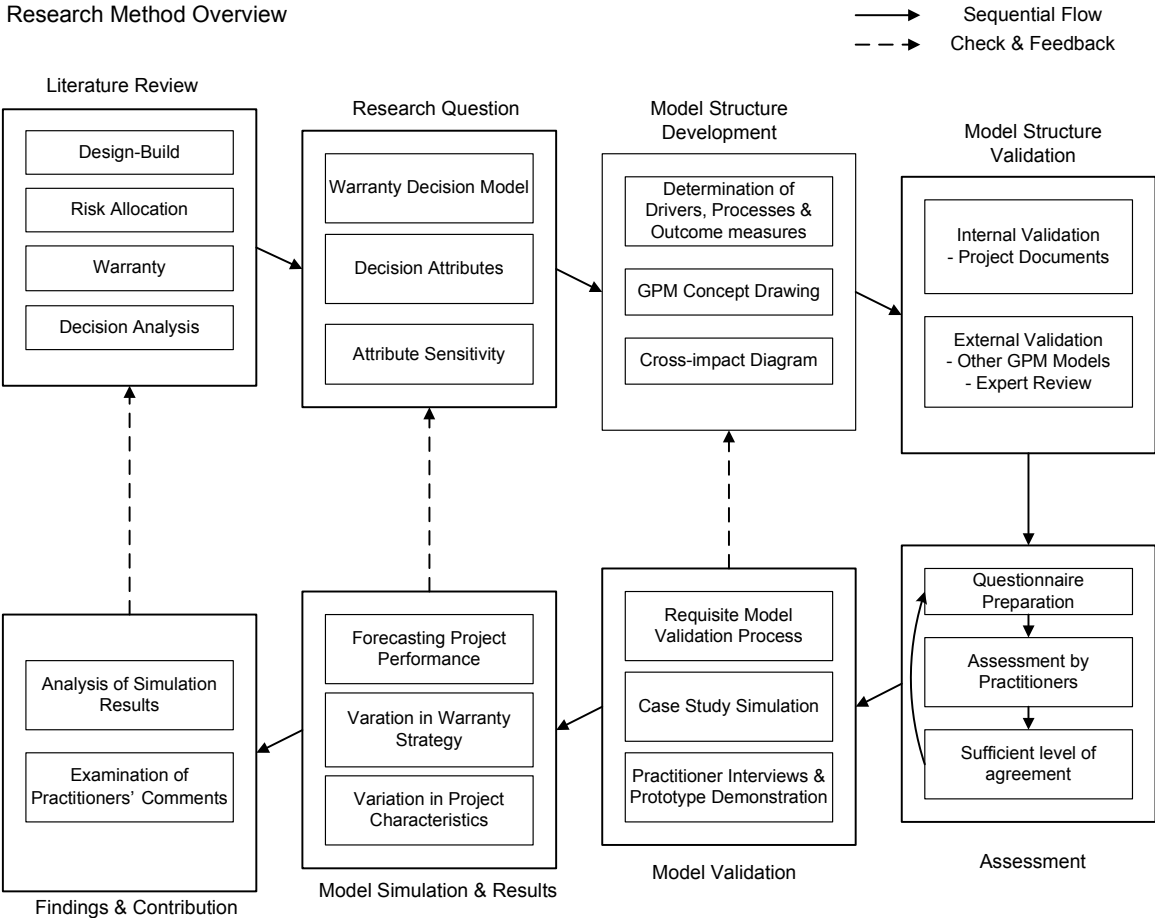 Research Method Overview
Sequential Flow
Check & Feedback
Literature Review
Design-Build
Risk Allocation
Warranty
Decision Analysis
Research Question
Warranty Decision Model
Decision Attributes
Attribute Sensitivity
Model Structure
Development
Determination of
Drivers, Processes &
Outcome measures
GPM Concept Drawing
Cross-impact Diagram
Model Structure
Validation
Internal Validation
- Project Documents
External Validation
- Other GPM Models
- Expert Review
Questionnaire
Preparation
Assessment by
Practitioners
Sufficient level of
agreement
Assessment
Requisite Model
Validation Process
Case Study Simulation
Practitioner Interviews &
Prototype Demonstration
Model Validation
Forecasting Project
Performance
Varation in Warranty
Strategy
Variation in Project
Characteristics
Model Simulation & Results
Analysis of Simulation
Results
Examination of
Practitioners' Comments
Findings & Contribution